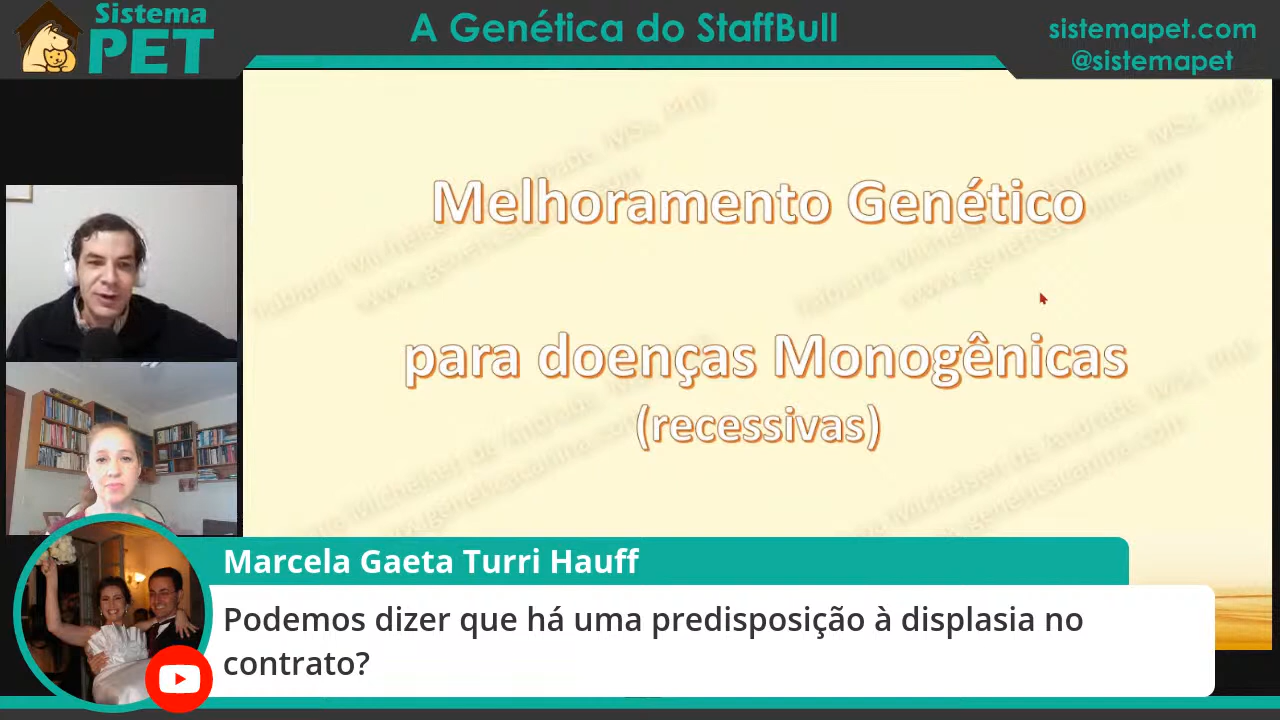 Sistema
PET
A Genética do StaffBull
sistemapet.com
@sistemapet
Melhoramento Genético
para doenças Monogênicas
(recessivas)
Marcela Gaeta Turri Hauff
Podemos dizer que há uma predisposição à displasia no
contrato?